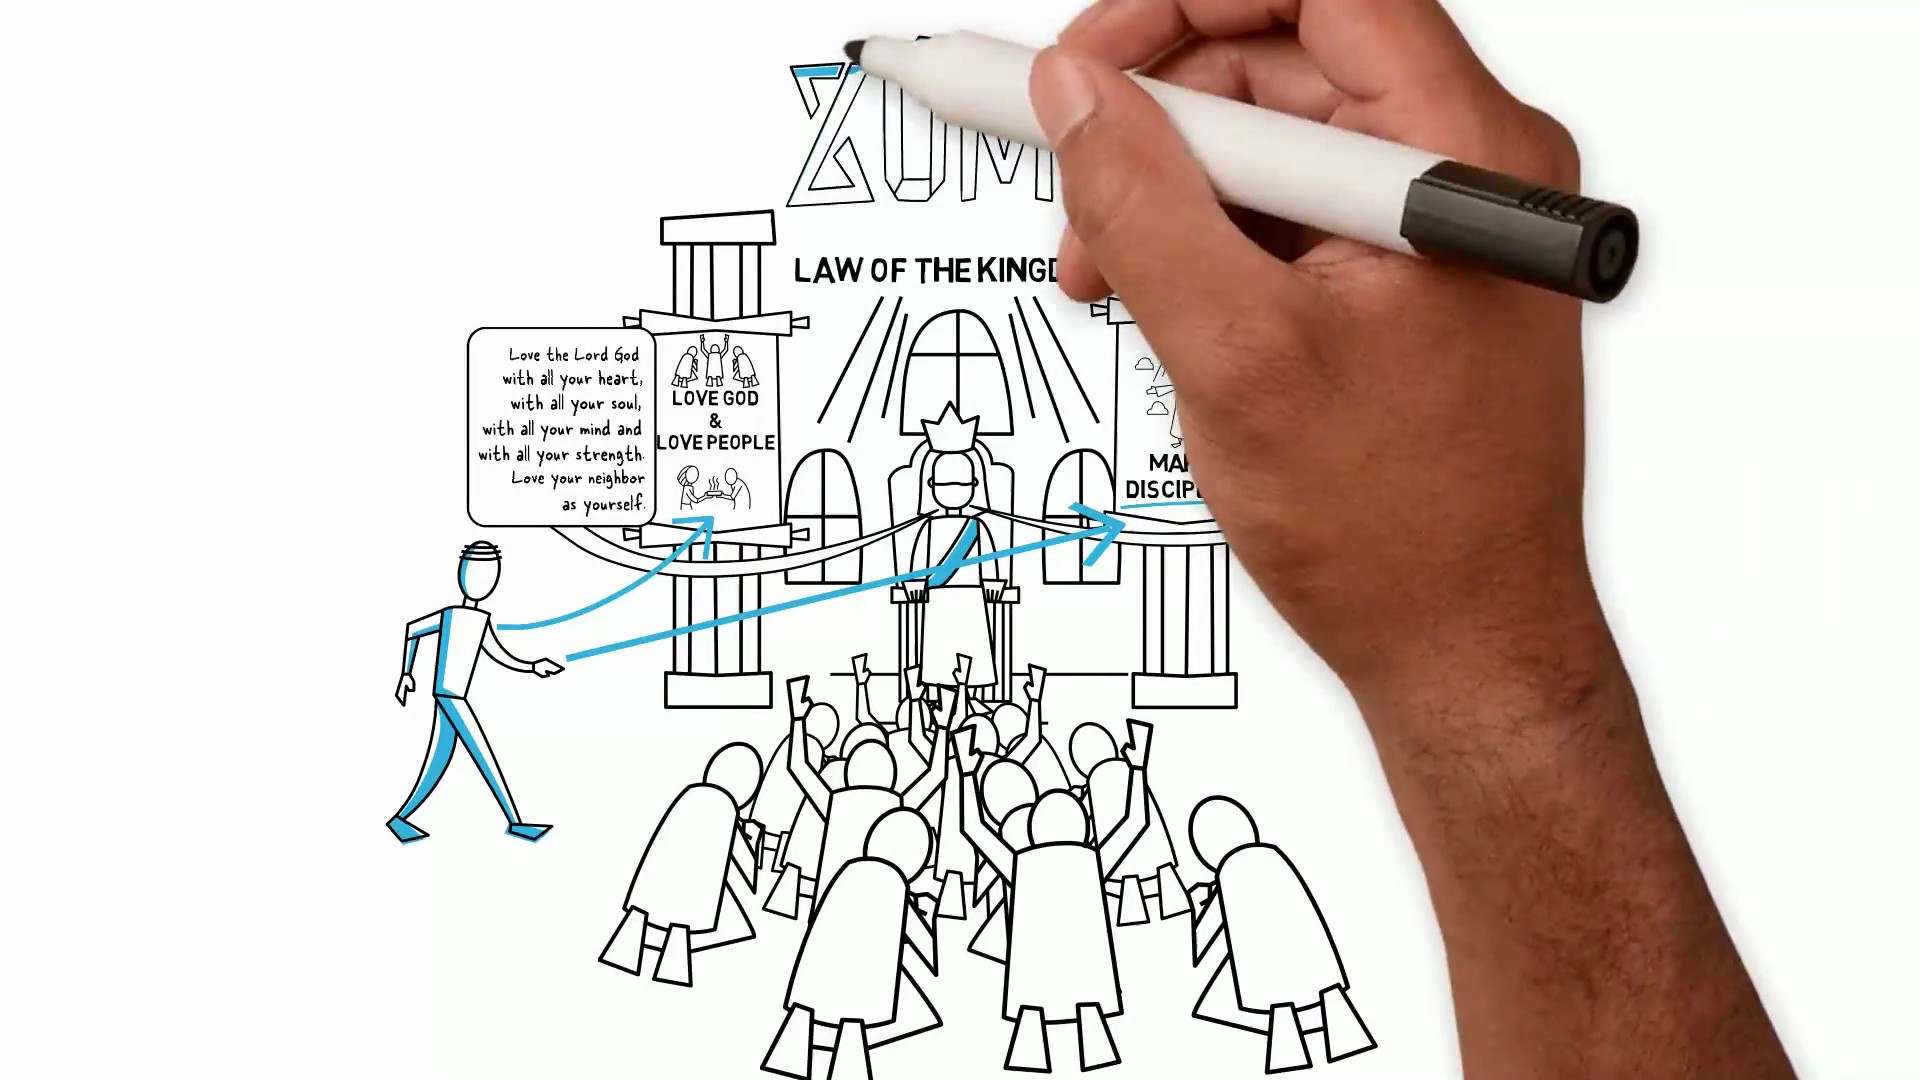 ZUM
LAW OF THE KINGD
Love the Lord God
with all your heart,
with all your soul,
with all your mind and
with all your strength.
Love your neighbor
as yourself.
LOVE GOD
&
LOVE PEOPLE
MA
DISCIP